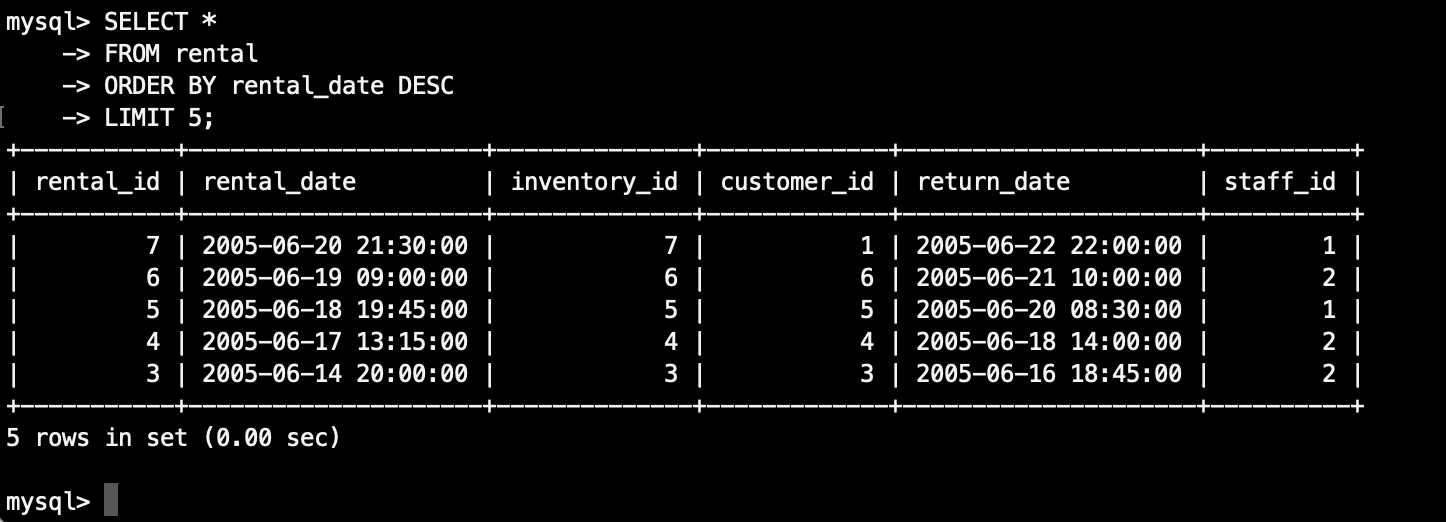 mysql> SELECT *
    -> FROM rental
    -> ORDER BY rental_date DESC
    -> LIMIT 5;
+-----------+---------------------+--------------+-------------+---------------------+----------+
| rental_id | rental_date         | inventory_id | customer_id | return_date         | staff_id |
+-----------+---------------------+--------------+-------------+---------------------+----------+
|         7 | 2005-06-20 21:30:00 |            7 |           1 | 2005-06-22 22:00:00 |        1 |
|         6 | 2005-06-19 09:00:00 |            6 |           6 | 2005-06-21 10:00:00 |        2 |
|         5 | 2005-06-18 19:45:00 |            5 |           5 | 2005-06-20 08:30:00 |        1 |
|         4 | 2005-06-17 13:15:00 |            4 |           4 | 2005-06-18 14:00:00 |        2 |
|         3 | 2005-06-14 20:00:00 |            3 |           3 | 2005-06-16 18:45:00 |        2 |
+-----------+---------------------+--------------+-------------+---------------------+----------+
5 rows in set (0.00 sec)

mysql>